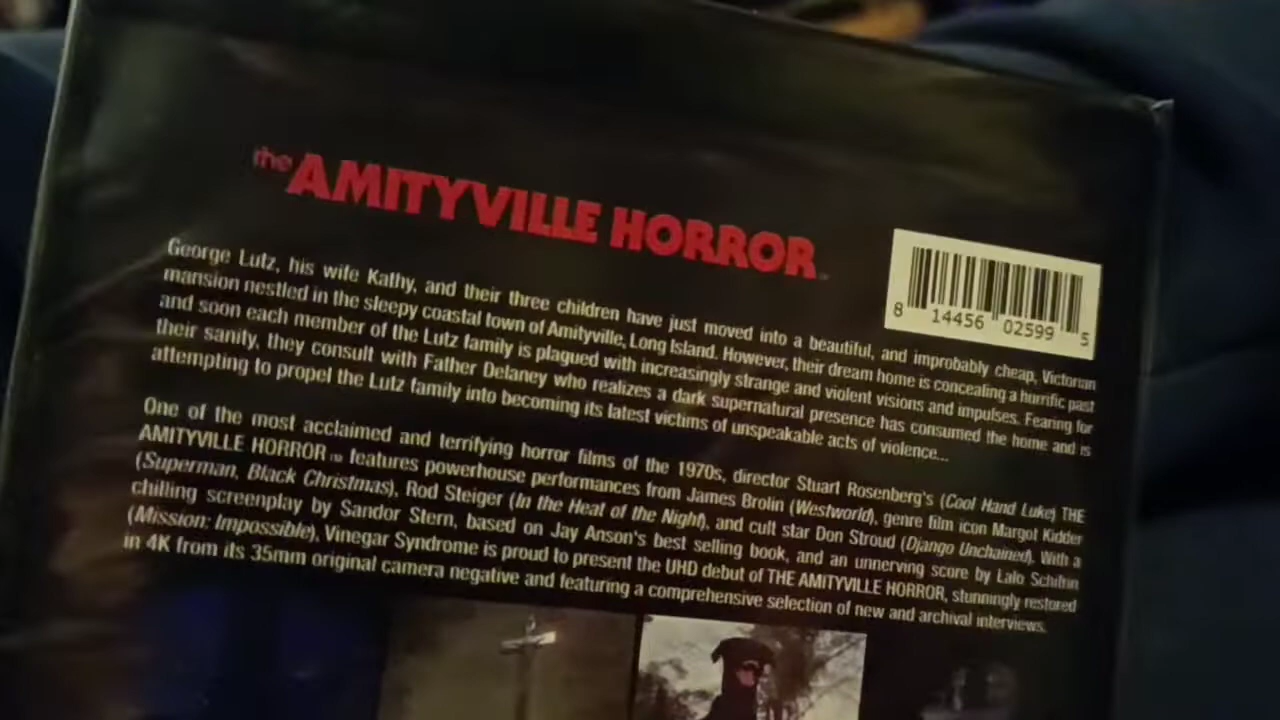 the AMITYVILLE HORROR
8 14456 02599 5
George Lutz, his wife Kathy, and their three children have just moved into a beautiful, and improbably cheap, Victorian
mansion nestled in the sleepy coastal town of Amityville, Long Island. However, their dream home is concealing a horrific past
and soon each member of the Lutz family is plagued with increasingly strange and violent visions and impulses. Fearing for
their sanity, they consult with Father Delaney who realizes a dark supernatural presence has consumed the home and is
attempting to propel the Lutz family into becoming its latest victims of unspeakable acts of violence...
One of the most acclaimed and terrifying horror films of the 1970s, director Stuart Rosenberg's (Cool Hand Luke) THE
AMITYVILLE HORROR™ features powerhouse performances from James Brolin (Westworld), genre film icon Margot Kidder
(Superman, Black Christmas), Rod Steiger (In the Heat of the Night), and cult star Don Stroud (Django Unchained). With a
chilling screenplay by Sandor Stern, based on Jay Anson's best selling book, and an unnerving score by Lalo Schifrin
(Mission: Impossible), Vinegar Syndrome is proud to present the UHD debut of THE AMITYVILLE HORROR, stunningly restored
in 4K from its 35mm original camera negative and featuring a comprehensive selection of new and archival interviews.